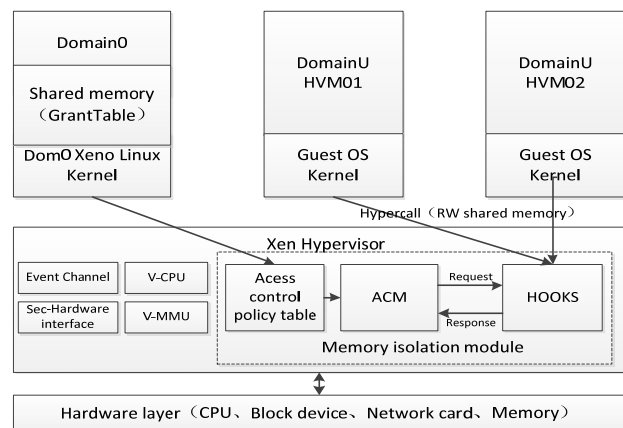 Domain0
Shared memory
（GrantTable）
Dom0 Xeno Linux
Kernel
DomainU
HVM01
Guest OS
Kernel
DomainU
HVM02
Guest OS
Kernel
Hypercall（RW shared memory）
Xen Hypervisor
Event Channel
V-CPU
Sec-Hardware
interface
V-MMU
Acess
control
policy table
ACM
Request
Response
HOOKS
Memory isolation module
Hardware layer（CPU、Block device、Network card、Memory）